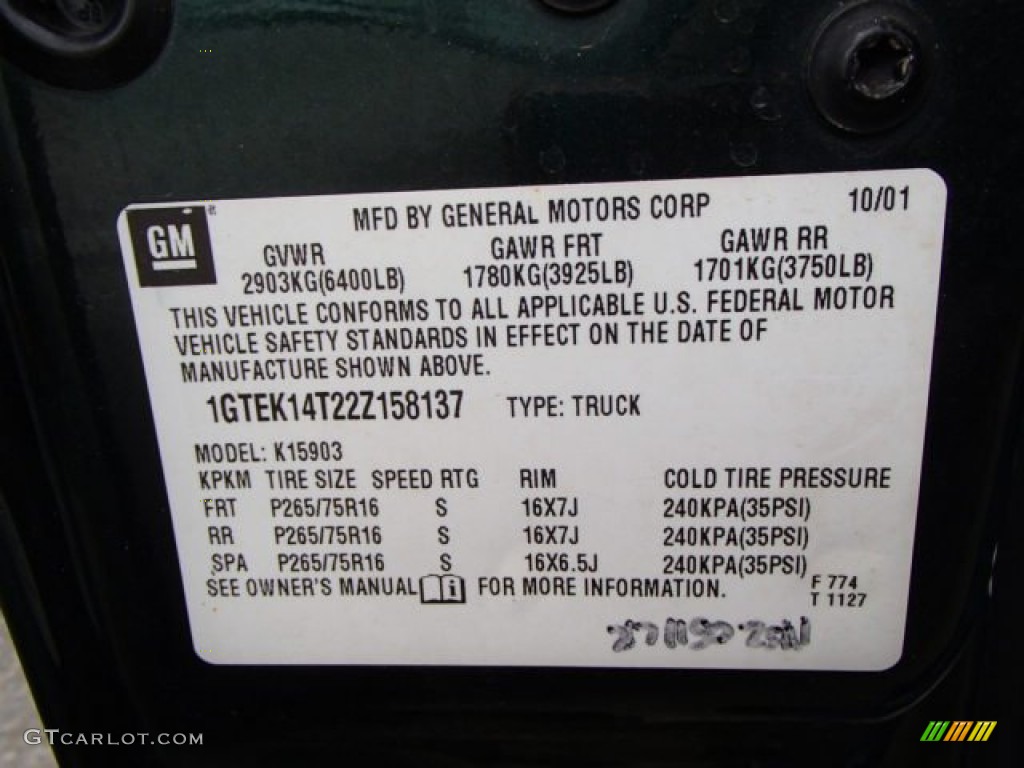 GM
MFD BY GENERAL MOTORS CORP 10/01
GVWR GAWR FRT GAWR RR
2903KG(6400LB) 1780KG(3925LB) 1701KG(3750LB)
THIS VEHICLE CONFORMS TO ALL APPLICABLE U.S. FEDERAL MOTOR
VEHICLE SAFETY STANDARDS IN EFFECT ON THE DATE OF
MANUFACTURE SHOWN ABOVE.
1GTEK14T22Z158137 TYPE: TRUCK
MODEL: K15903
KPKM TIRE SIZE SPEED RTG RIM COLD TIRE PRESSURE
FRT P265/75R16 S 16X7J 240KPA(35PSI)
RR P265/75R16 S 16X7J 240KPA(35PSI)
SPA P265/75R16 S 16X6.5J 240KPA(35PSI)
SEE OWNER'S MANUAL i FOR MORE INFORMATION.
F 774
T 1127
GTCARLOT.COM